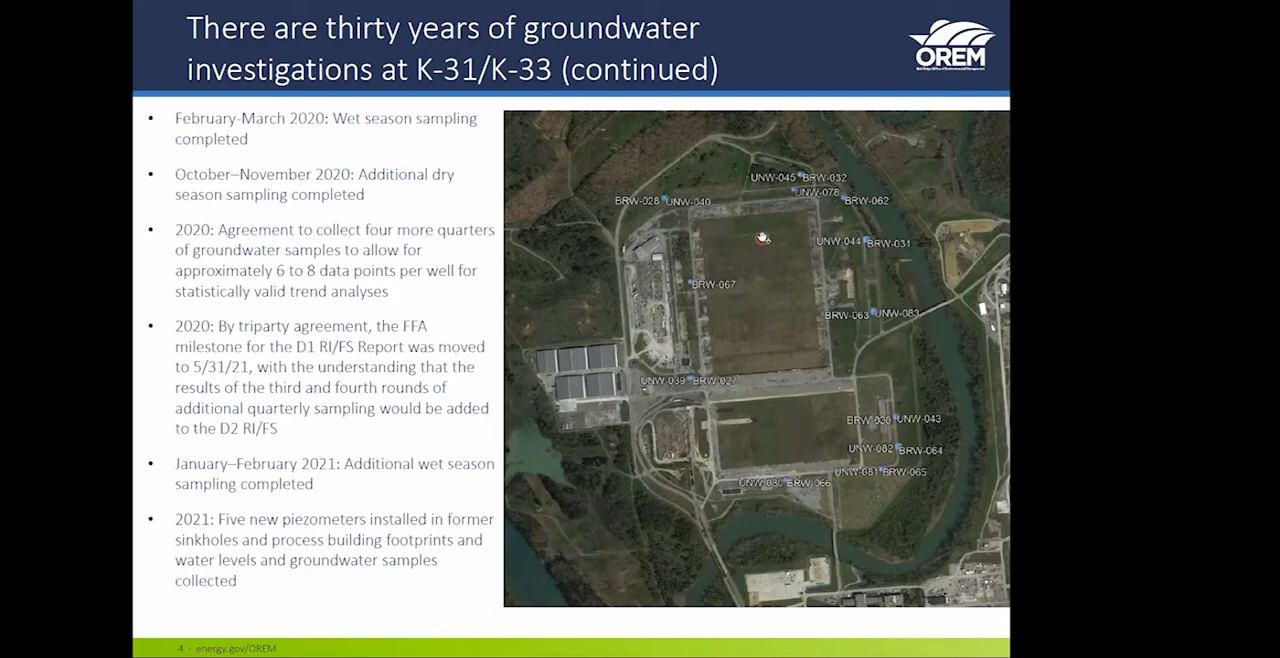 There are thirty years of groundwater
investigations at K-31/K-33 (continued)
OREM
• February-March 2020: Wet season sampling
completed
• October–November 2020: Additional dry
season sampling completed
• 2020: Agreement to collect four more quarters
of groundwater samples to allow for
approximately 6 to 8 data points per well for
statistically valid trend analyses
• 2020: By triparty agreement, the FFA
milestone for the D1 RI/FS Report was moved
to 5/31/21, with the understanding that the
results of the third and fourth rounds of
additional quarterly sampling would be added
to the D2 RI/FS
• January–February 2021: Additional wet season
sampling completed
• 2021: Five new piezometers installed in former
sinkholes and process building footprints and
water levels and groundwater samples
collected
UNW-045 BRW-032
UNW-078
BRW-028 UNW-040
BRW-062
UNW-044 BRW-031
BRW-067
BRW-063 UNW-083
UNW-039 BRW-027
BRW-030 UNW-043
UNW-082 BRW-064
UNW-081 BRW-065
UNW-080 BRW-066
4 · energy.gov/OREM